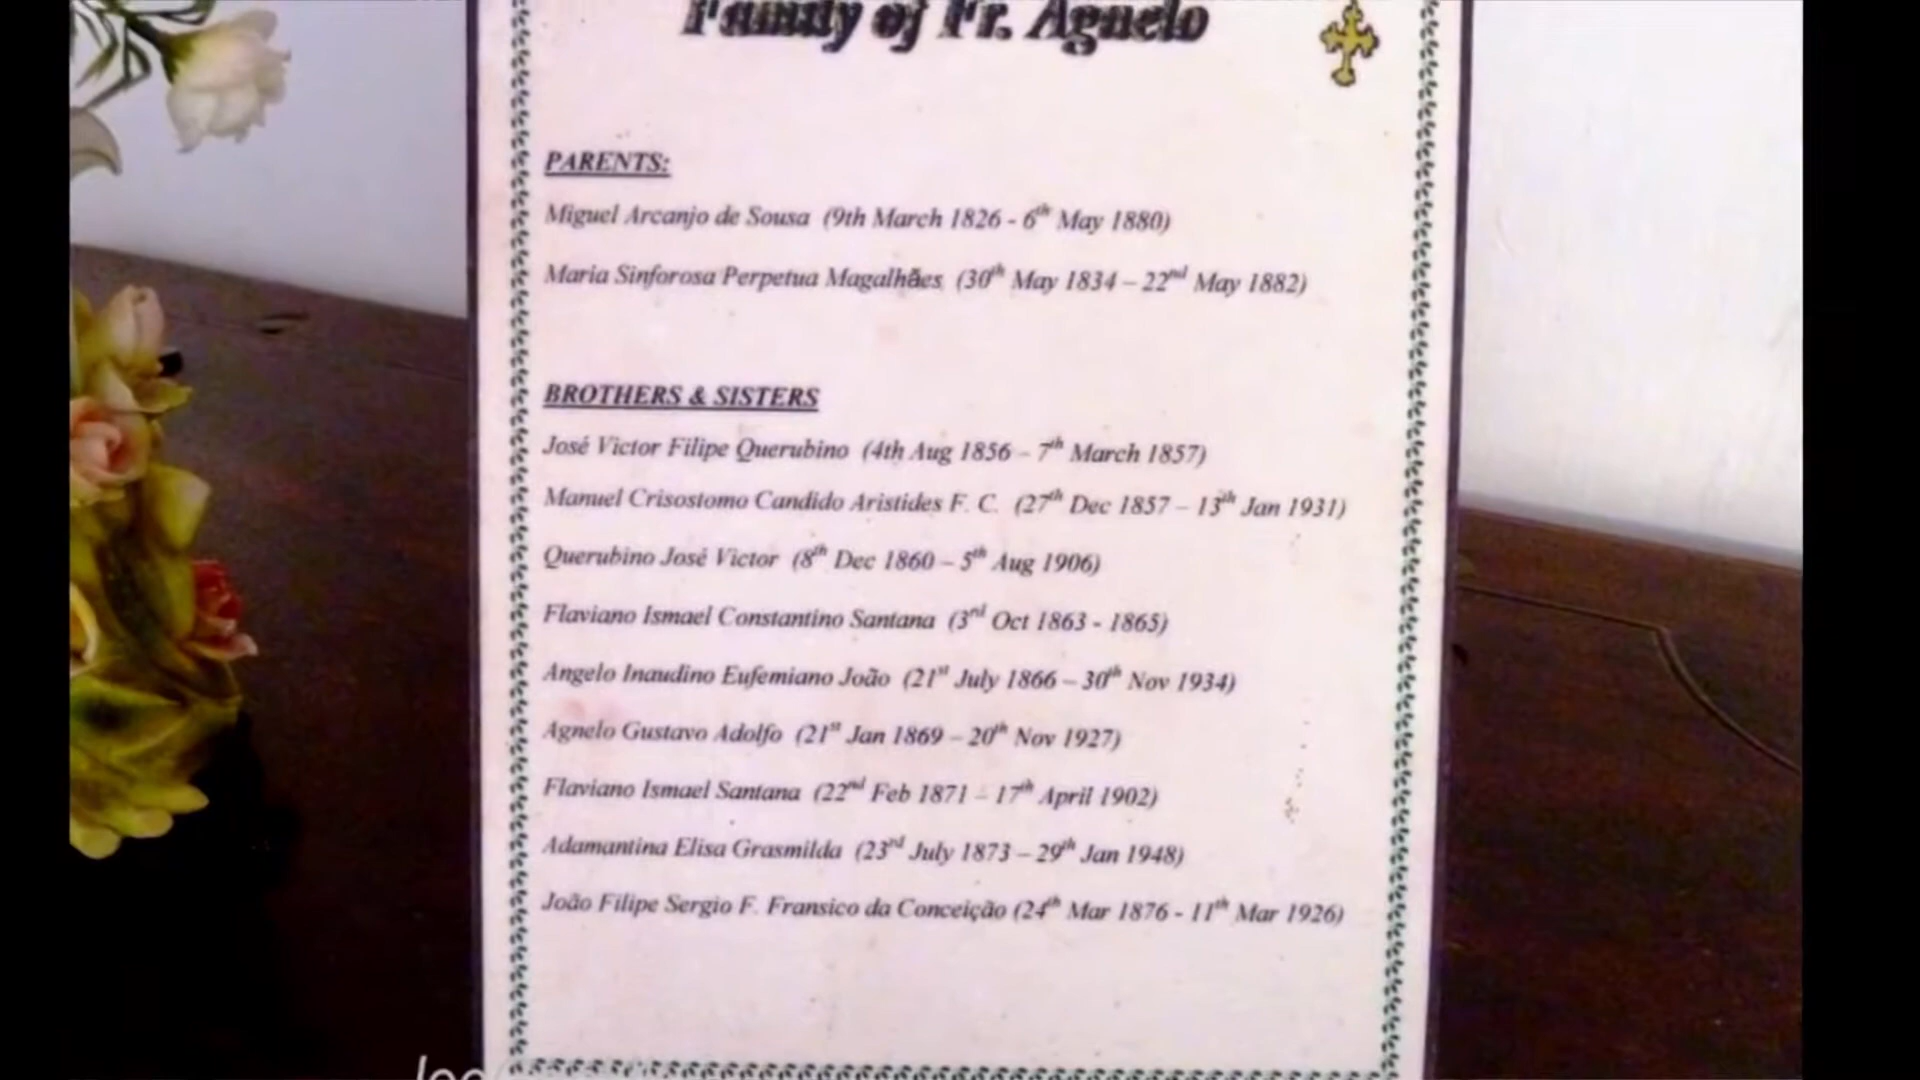 Family of Fr. Agnelo
PARENTS:
Miguel Arcanjo de Sousa (9th March 1826 - 6th May 1880)
Maria Sinforosa Perpetua Magalhães (30th May 1834 – 22nd May 1882)
BROTHERS & SISTERS
José Victor Filipe Querubino (4th Aug 1856 – 7th March 1857)
Manuel Crisostomo Candido Aristides F. C. (27th Dec 1857 – 13th Jan 1931)
Querubino José Victor (8th Dec 1860 – 5th Aug 1906)
Flaviano Ismael Constantino Santana (3rd Oct 1863 - 1865)
Angelo Inaudino Eufemiano João (21st July 1866 – 30th Nov 1934)
Agnelo Gustavo Adolfo (21st Jan 1869 – 20th Nov 1927)
Flaviano Ismael Santana (22nd Feb 1871 – 17th April 1902)
Adamantina Elisa Grasmilda (23rd July 1873 – 29th Jan 1948)
João Filipe Sergio F. Fransico da Conceição (24th Mar 1876 - 11th Mar 1926)